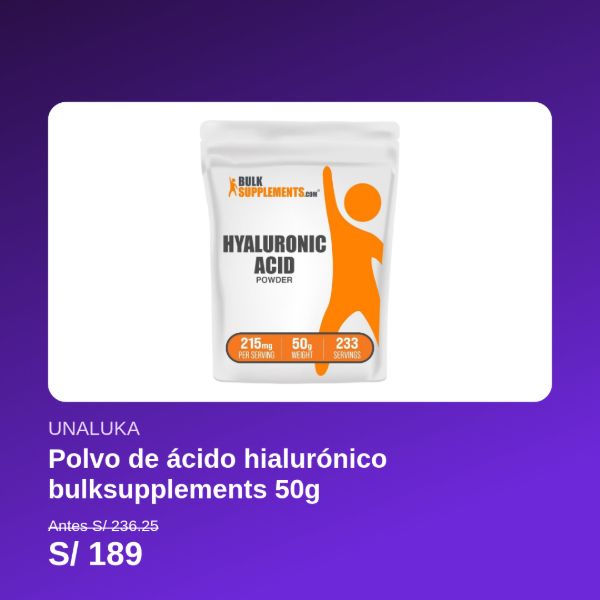 BULK
SUPPLEMENTS.COM®
HYALURONIC
ACID
POWDER
215mg PER SERVING
50g WEIGHT
233 SERVINGS
UNALUKA
Polvo de ácido hialurónico
bulksupplements 50g
Antes S/ 236.25
S/ 189